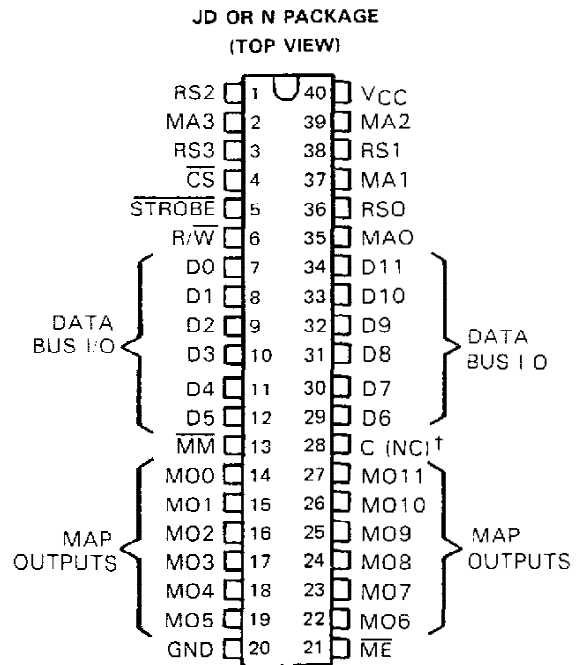 JD OR N PACKAGE
(TOP VIEW)
RS2 1 40 VCC
MA3 2 39 MA2
RS3 3 38 RS1
CS 4 37 MA1
STROBE 5 36 RS0
R/W 6 35 MA0
D0 7 34 D11
D1 8 33 D10
DATA BUS I/O D2 9 32 D9 DATA BUS I O
D3 10 31 D8
D4 11 30 D7
D5 12 29 D6
MM 13 28 C (NC)†
MO0 14 27 MO11
MO1 15 26 MO10
MAP OUTPUTS MO2 16 25 MO9 MAP OUTPUTS
MO3 17 24 MO8
MO4 18 23 MO7
MO5 19 22 MO6
GND 20 21 ME